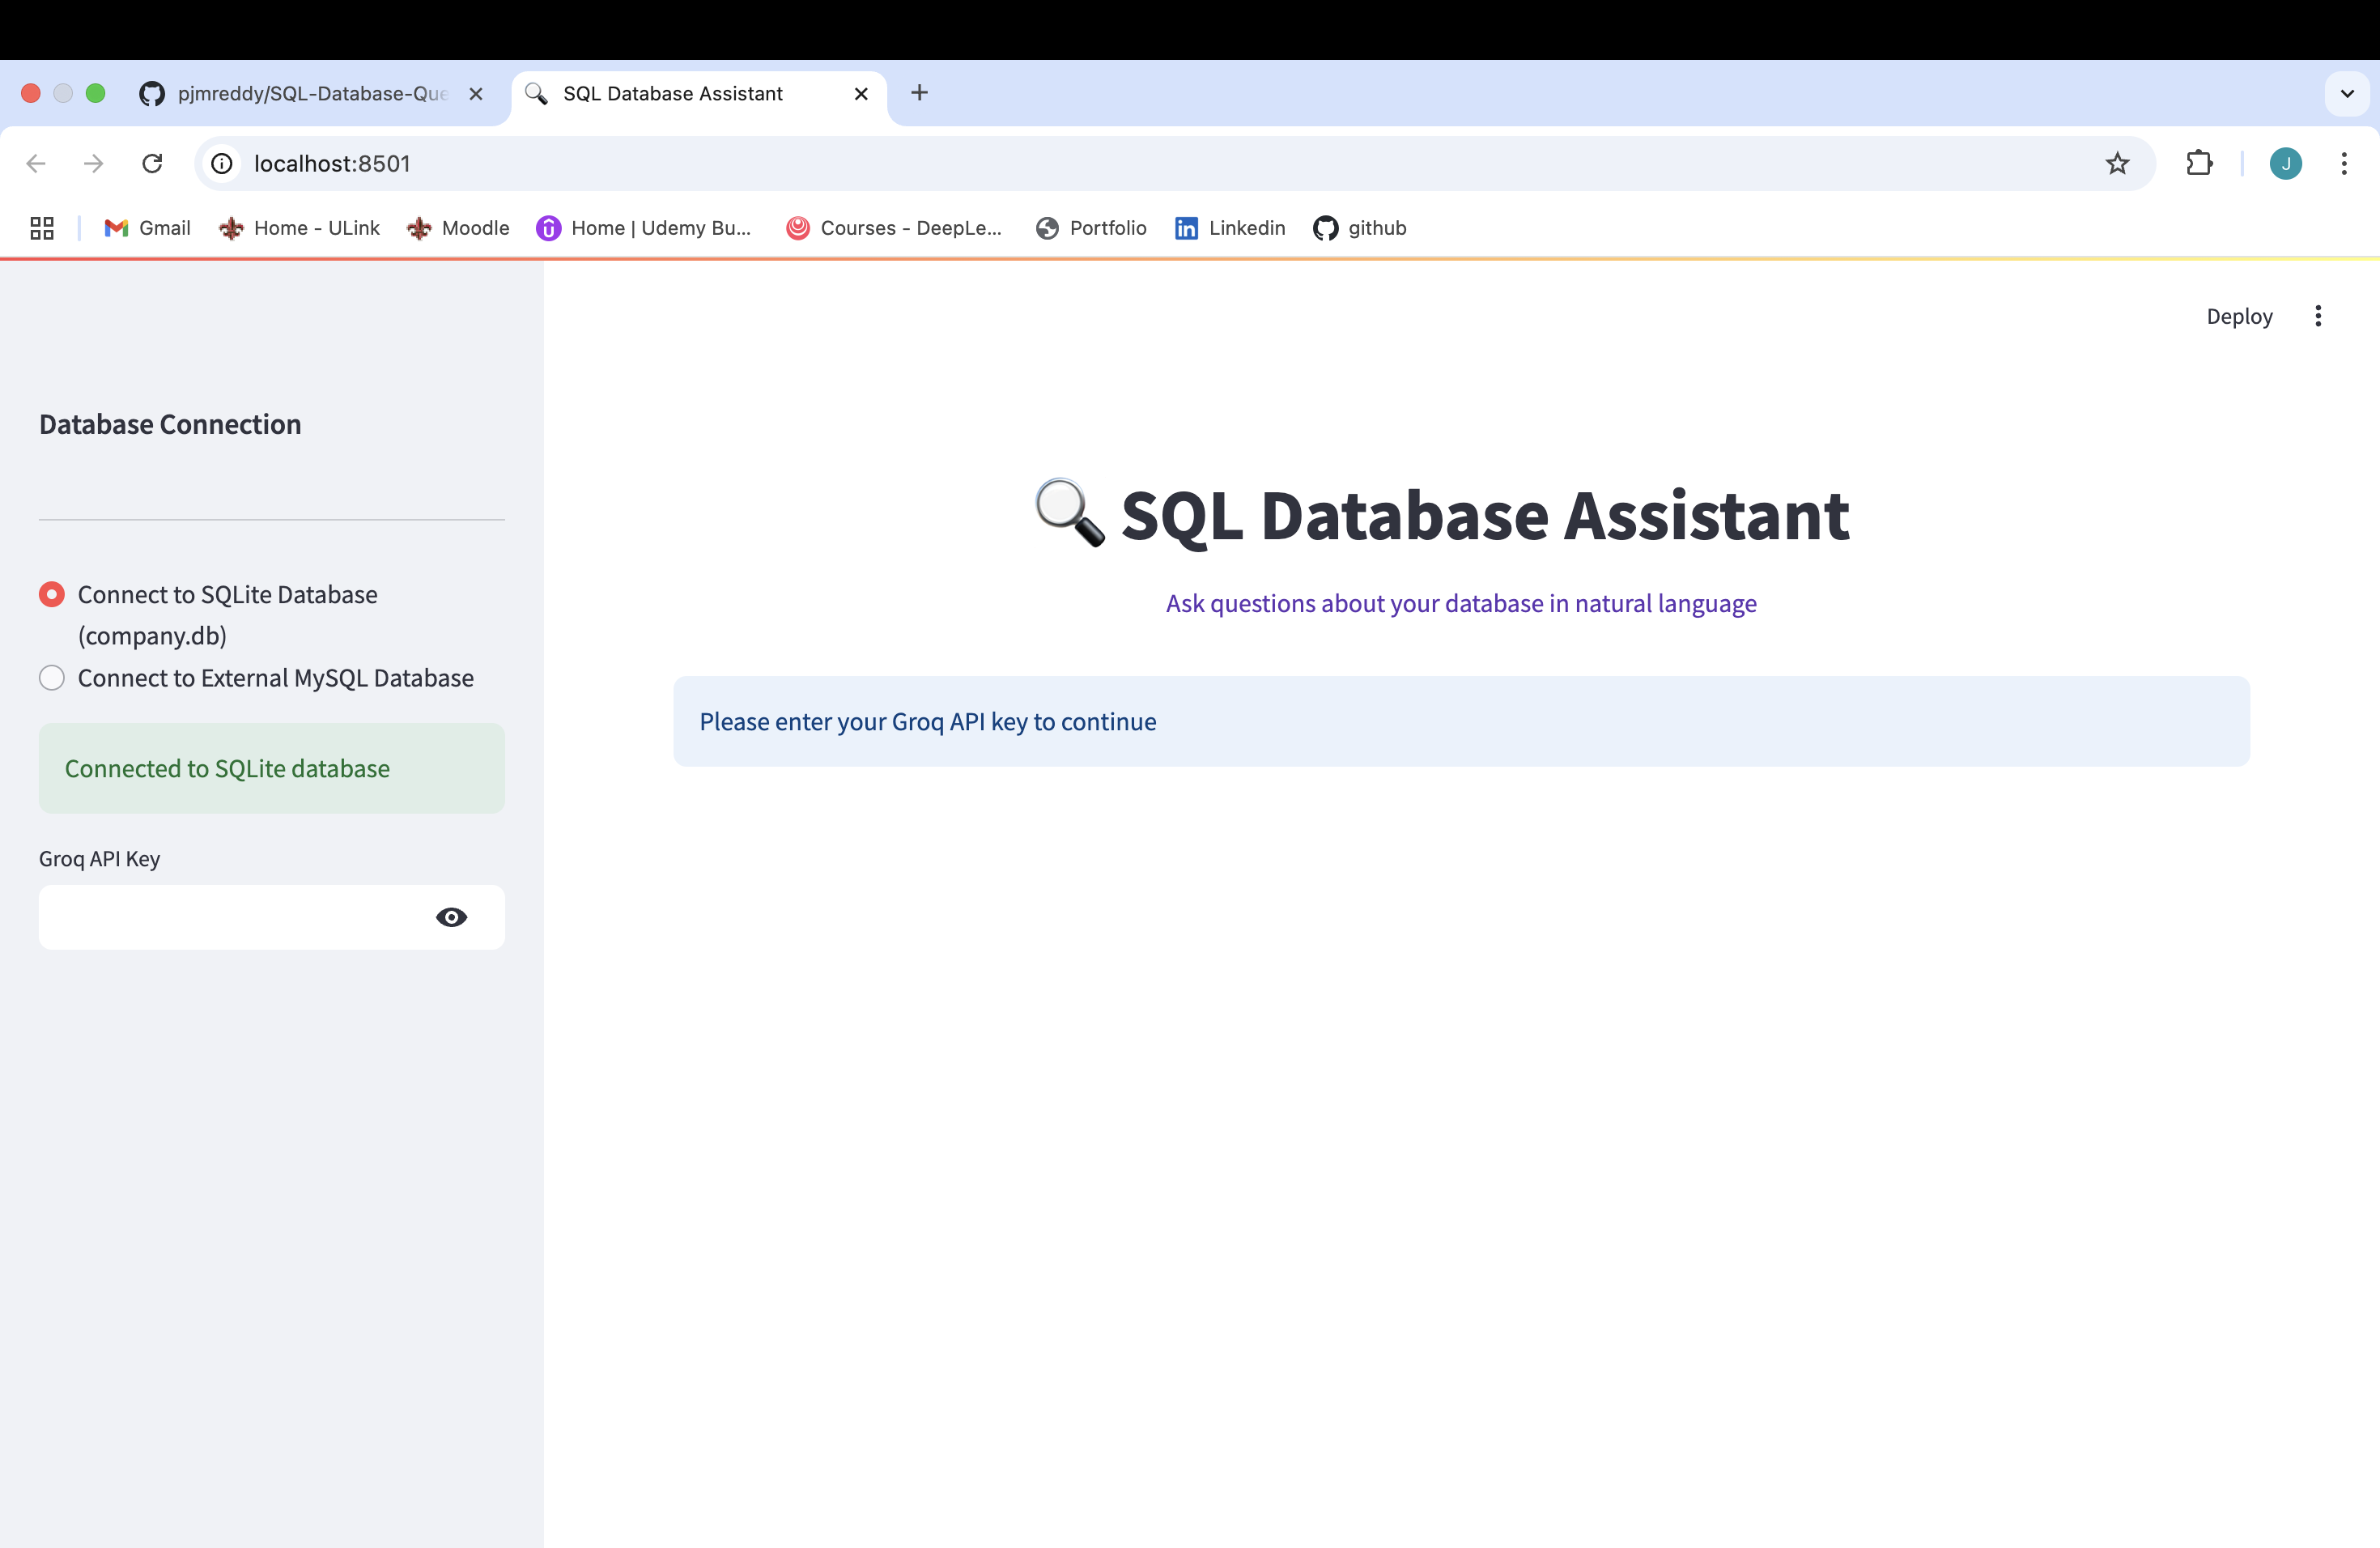 pjmreddy/SQL-Database-Que
SQL Database Assistant
localhost:8501
J
Gmail
Home - ULink
Moodle
Home | Udemy Bu...
Courses - DeepLe...
Portfolio
Linkedin
github
Deploy
Database Connection
Connect to SQLite Database
(company.db)
Connect to External MySQL Database
Connected to SQLite database
Groq API Key
SQL Database Assistant
Ask questions about your database in natural language
Please enter your Groq API key to continue